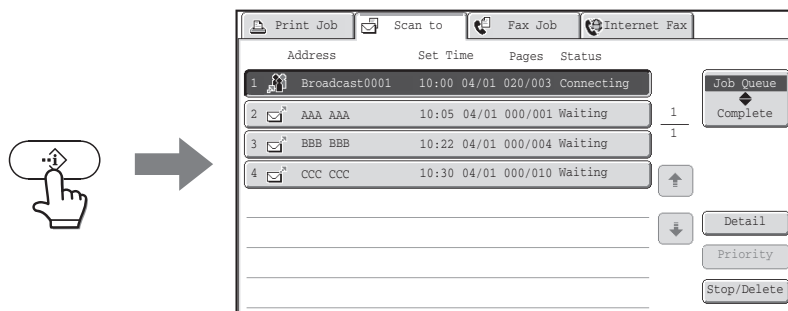 Print Job Scan to Fax Job Internet Fax
Address Set Time Pages Status
1 Broadcast0001 10:00 04/01 020/003 Connecting
2 AAA AAA 10:05 04/01 000/001 Waiting
3 BBB BBB 10:22 04/01 000/004 Waiting
4 CCC CCC 10:30 04/01 000/010 Waiting
1
1
Job Queue
Complete
Detail
Priority
Stop/Delete